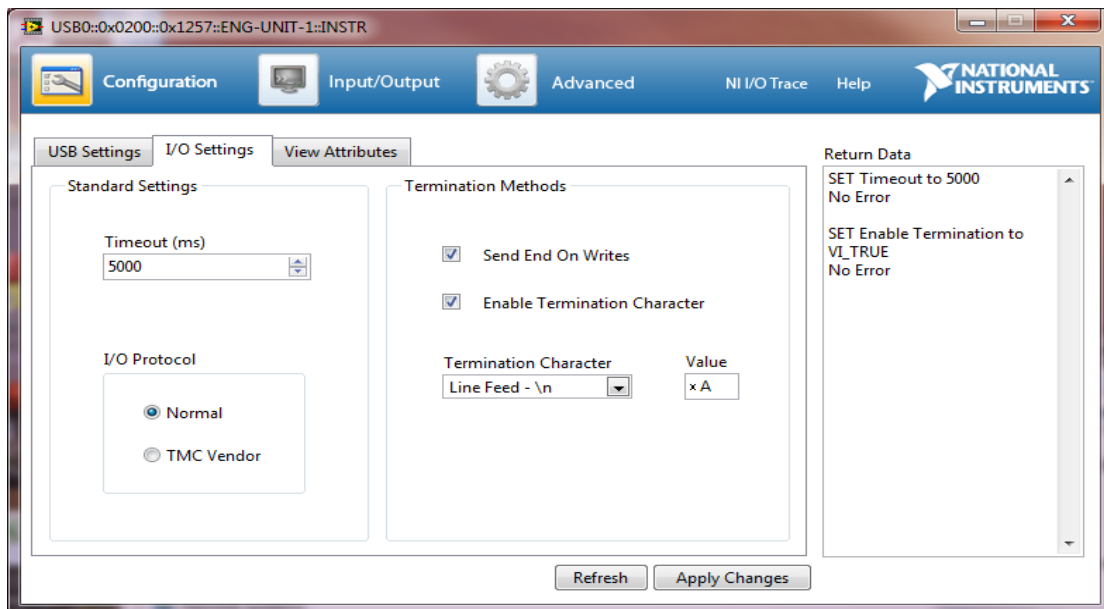 USB0::0x0200::0x1257::ENG-UNIT-1::INSTR
Configuration
Input/Output
Advanced
NI I/O Trace
Help
NATIONAL
INSTRUMENTS
USB Settings
I/O Settings
View Attributes
Standard Settings
Timeout (ms)
5000
I/O Protocol
Normal
TMC Vendor
Termination Methods
Send End On Writes
Enable Termination Character
Termination Character
Line Feed - \n
Value
x A
Return Data
SET Timeout to 5000
No Error
SET Enable Termination to
VI_TRUE
No Error
Refresh
Apply Changes